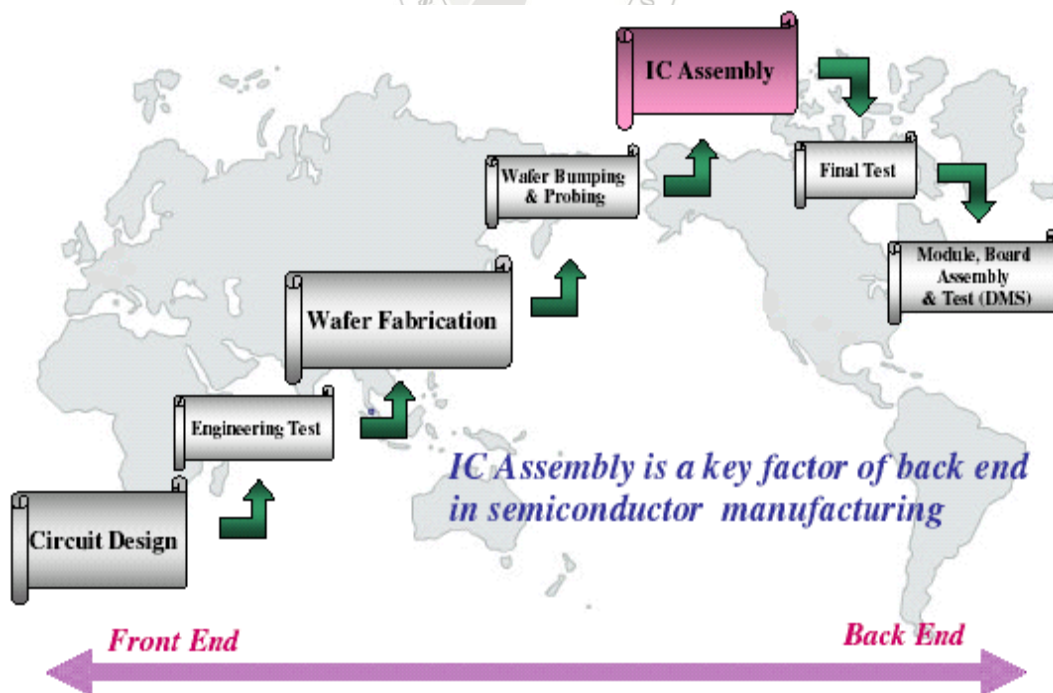 IC Assembly
Final Test
Wafer Bumping
& Probing
Module, Board
Assembly
& Test (DMS)
Wafer Fabrication
Engineering Test
IC Assembly is a key factor of back end
in semiconductor manufacturing
Circuit Design
Front End
Back End